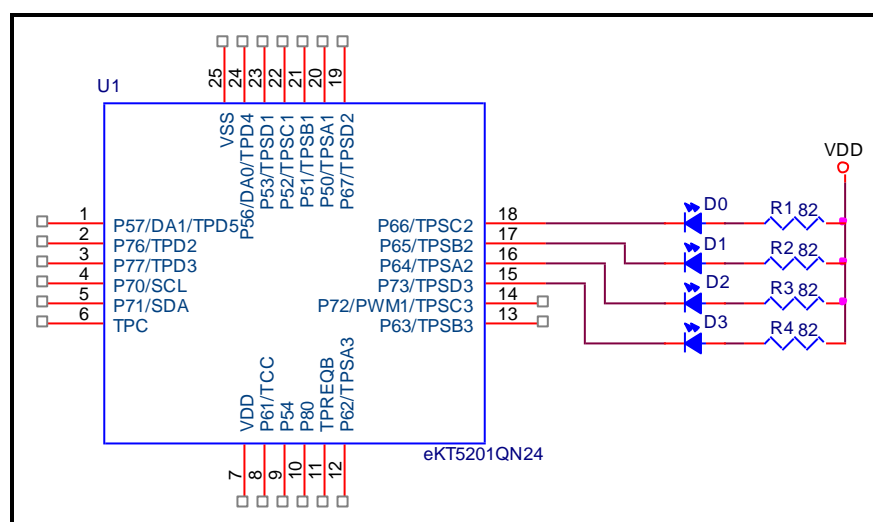 U1
25
24
23
22
21
20
19
VSS
P56/DA0/TPD4
P53/TPSD1
P52/TPSC1
P51/TPSB1
P50/TPSA1
P67/TPSD2
1
2
3
4
5
6
P57/DA1/TPD5
P76/TPD2
P77/TPD3
P70/SCL
P71/SDA
TPC
P66/TPSC2
P65/TPSB2
P64/TPSA2
P73/TPSD3
P72/PWM1/TPSC3
P63/TPSB3
18
17
16
15
14
13
VDD
P61/TCC
P54
P80
TPREQB
P62/TPSA3
7
8
9
10
11
12
eKT5201QN24
VDD
D0
R1 82
D1
R2 82
D2
R3 82
D3
R4 82